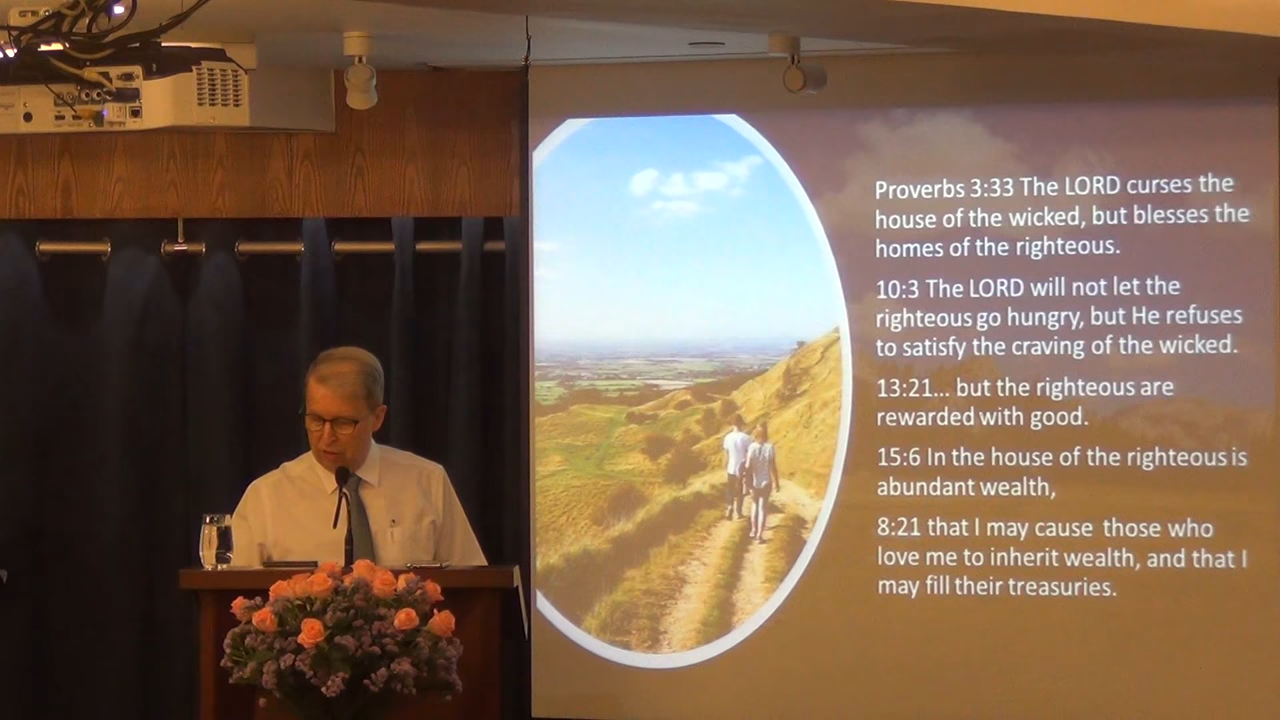 Proverbs 3:33 The LORD curses the
house of the wicked, but blesses the
homes of the righteous.
10:3 The LORD will not let the
righteous go hungry, but He refuses
to satisfy the craving of the wicked.
13:21... but the righteous are
rewarded with good.
15:6 In the house of the righteous is
abundant wealth,
8:21 that I may cause those who
love me to inherit wealth, and that I
may fill their treasuries.